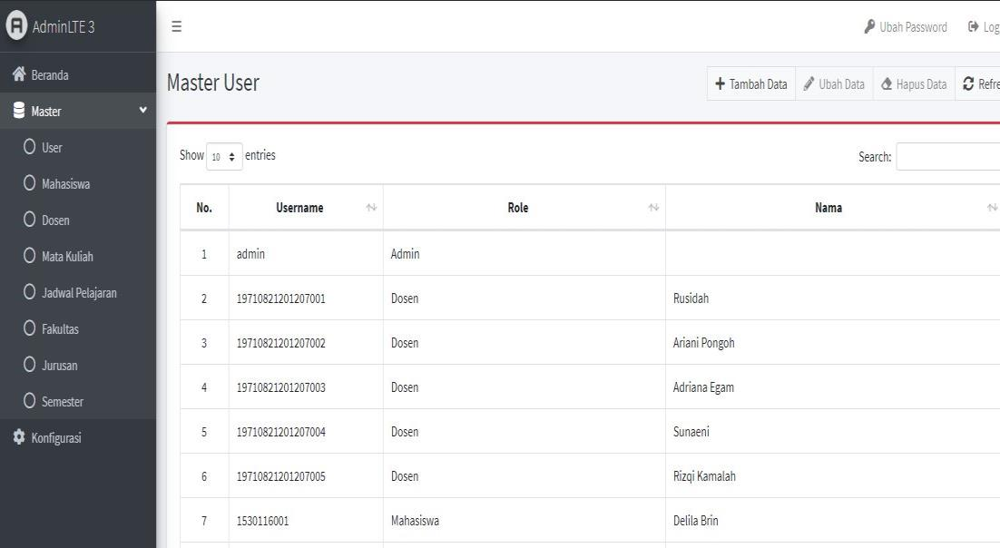 AdminLTE 3
Ubah Password
Log
Beranda
Master
User
Mahasiswa
Dosen
Mata Kuliah
Jadwal Pelajaran
Fakultas
Jurusan
Semester
Konfigurasi
Master User
Tambah Data Ubah Data Hapus Data Refre
Show 10 entries Search:
No. Username Role Nama
1 admin Admin
2 19710821201207001 Dosen Rusidah
3 19710821201207002 Dosen Ariani Pongoh
4 19710821201207003 Dosen Adriana Egam
5 19710821201207004 Dosen Sunaeni
6 19710821201207005 Dosen Rizqi Kamalah
7 1530116001 Mahasiswa Delila Brin